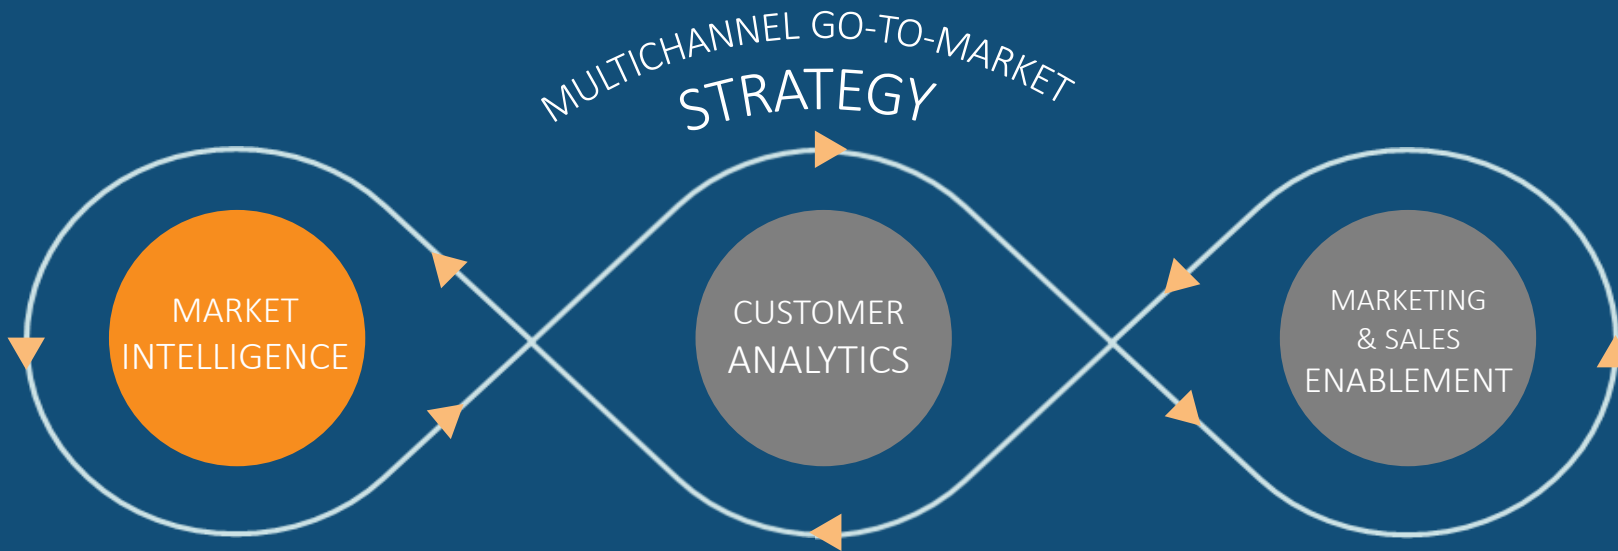 MULTICHANNEL GO-TO-MARKET
STRATEGY
MARKET
INTELLIGENCE
CUSTOMER
ANALYTICS
MARKETING
& SALES
ENABLEMENT